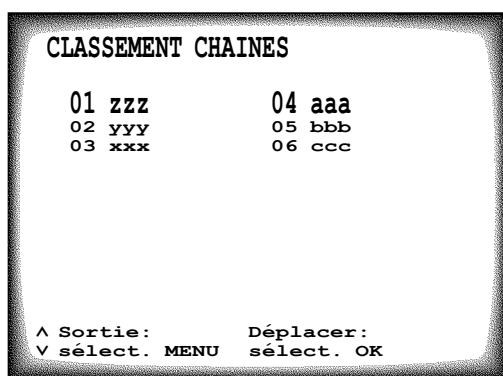 CLASSEMENT CHAINES
01 zzz 04 aaa
02 yyy 05 bbb
03 xxx 06 ccc
∧ Sortie: Déplacer:
∨ sélect. MENU sélect. OK